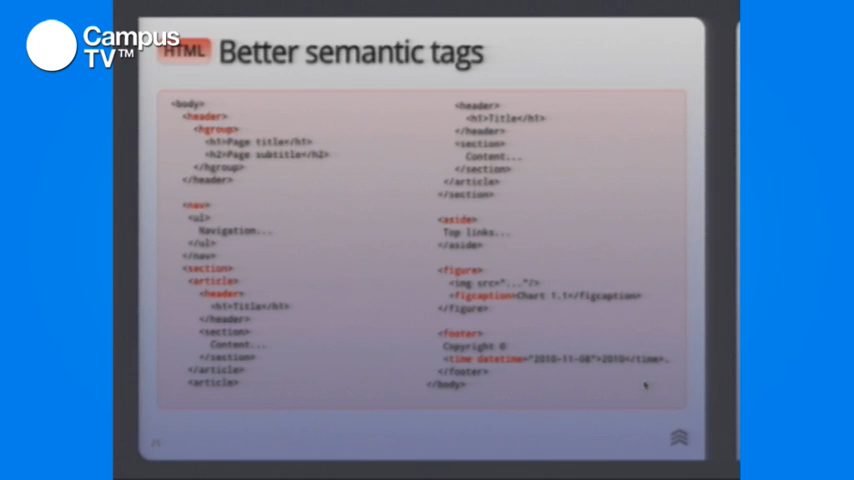 Campus
TV™
HTML Better semantic tags
<body>
<header>
<hgroup>
<h1>Page title</h1>
<h2>Page subtitle</h2>
</hgroup>
</header>
<nav>
<ul>
Navigation...
</ul>
</nav>
<section>
<article>
<header>
<h1>Title</h1>
</header>
<section>
Content...
</section>
</article>
<article>
<header>
<h1>Title</h1>
</header>
<section>
Content...
</section>
</article>
</section>
<aside>
Top links...
</aside>
<figure>
<img src="..."/>
<figcaption>Chart 1.1</figcaption>
</figure>
<footer>
Copyright ©
<time datetime="2010-11-08">2010</time>.
</footer>
</body>